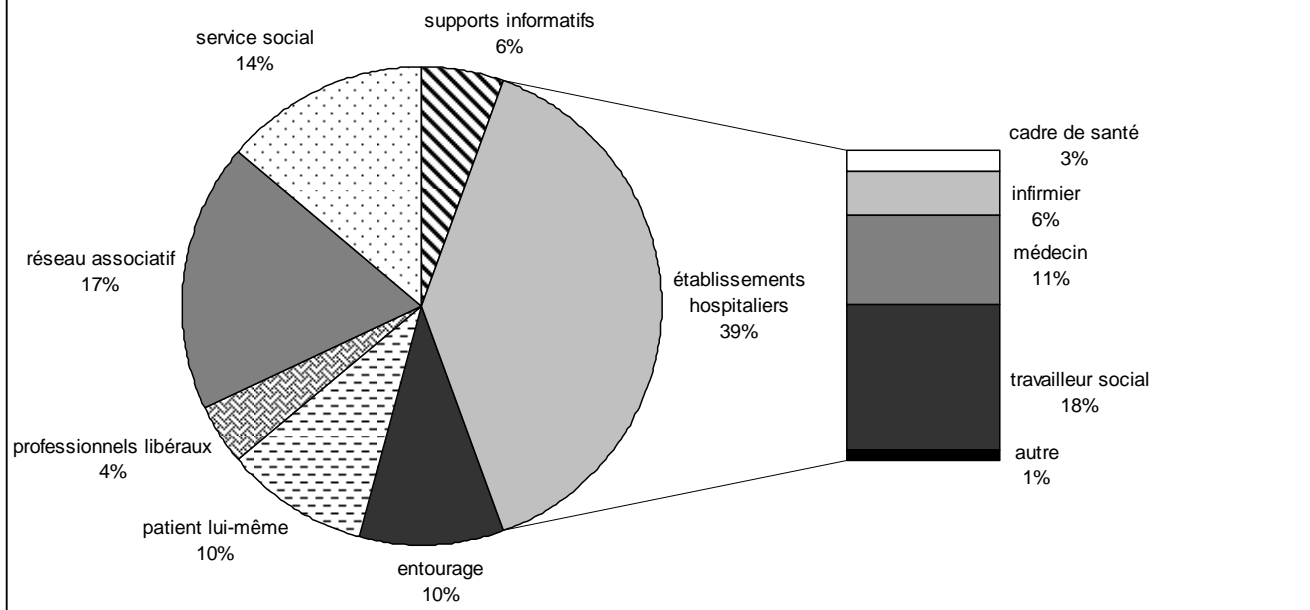 supports informatifs
6%
service social
14%
cadre de santé
3%
infirmier
6%
médecin
11%
réseau associatif
17%
établissements
hospitaliers
39%
travailleur social
18%
professionnels libéraux
4%
autre
1%
patient lui-même
10%
entourage
10%